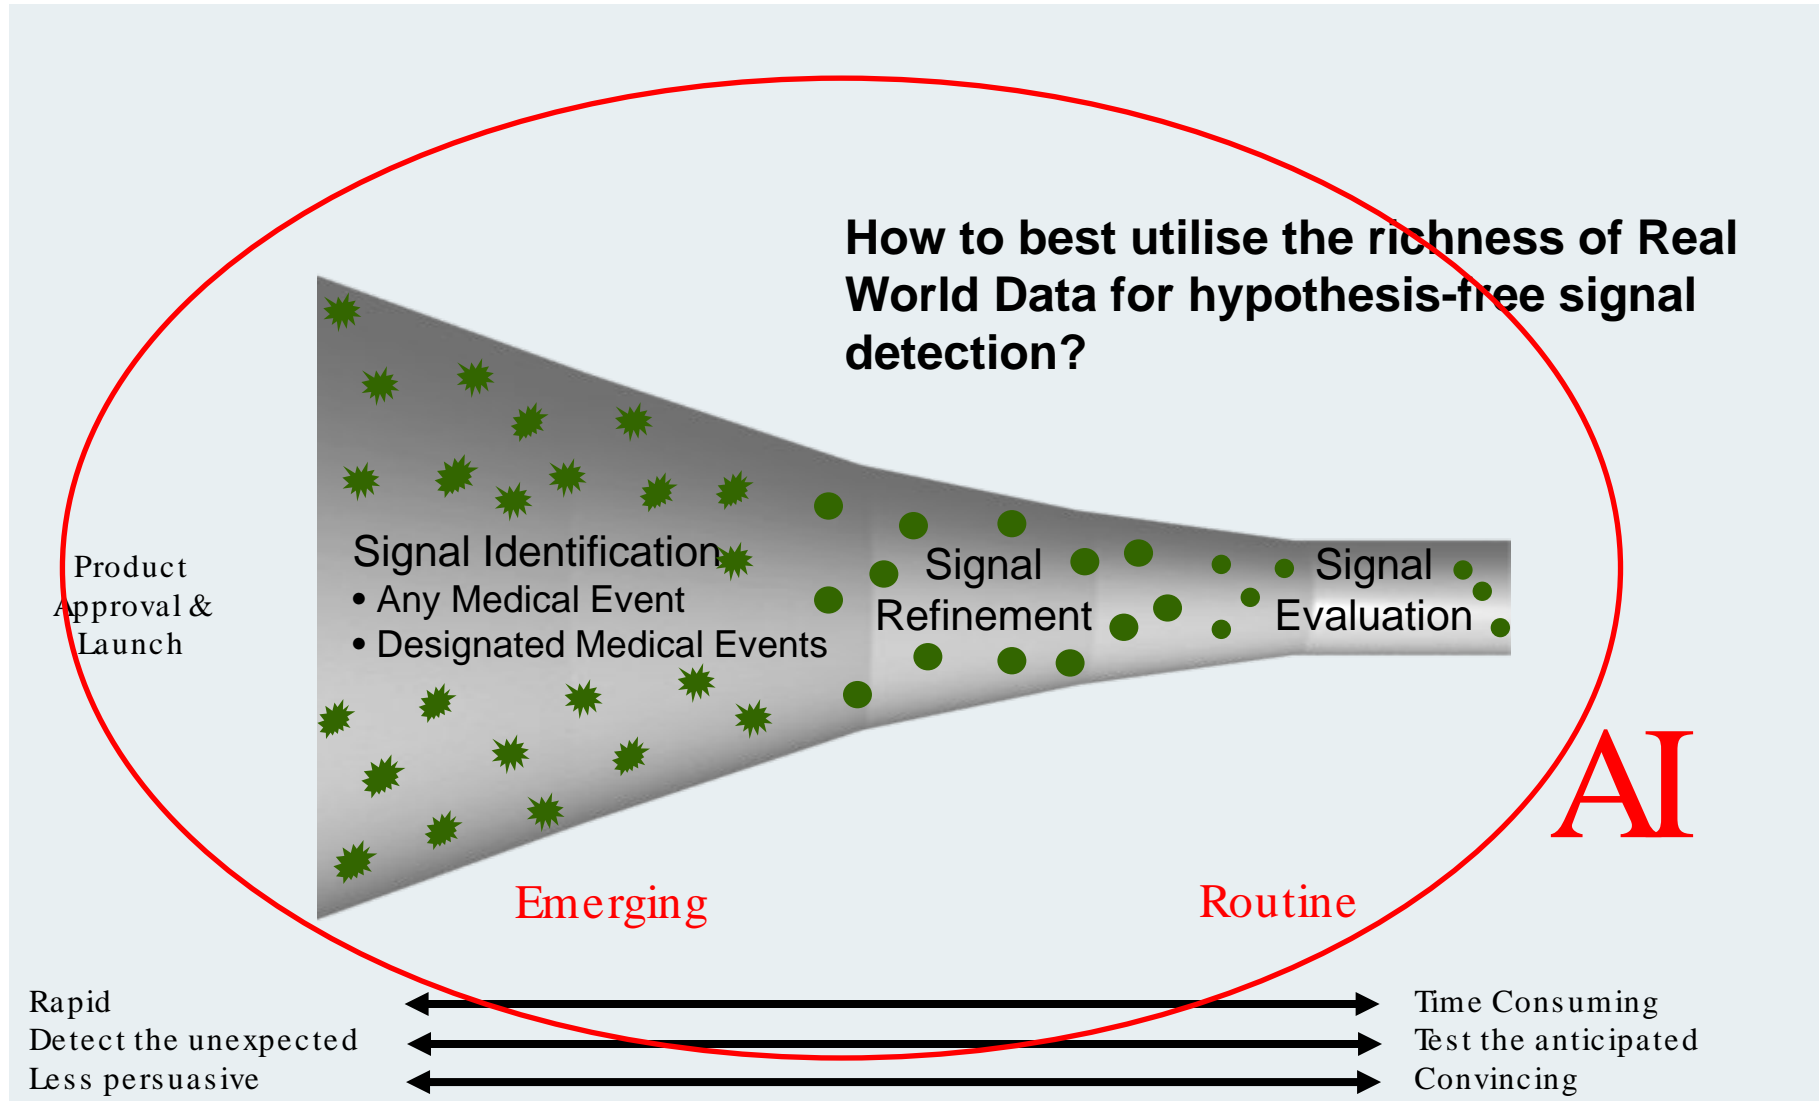 How to best utilise the richness of Real
World Data for hypothesis-free signal
detection?
Product
Approval &
Launch
Signal Identification
• Any Medical Event
• Designated Medical Events
Signal
Refinement
Signal
Evaluation
AI
Emerging
Routine
Rapid
Time Consuming
Detect the unexpected
Test the anticipated
Less persuasive
Convincing